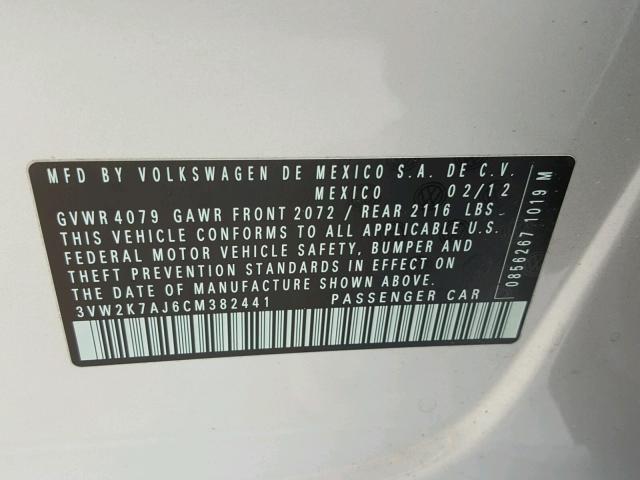 MFD BY VOLKSWAGEN DE MEXICO S.A. DE C.V.
MEXICO 02/12
GVWR 4079 GAWR FRONT 2072 / REAR 2116 LBS
THIS VEHICLE CONFORMS TO ALL APPLICABLE U.S.
FEDERAL MOTOR VEHICLE SAFETY, BUMPER AND
THEFT PREVENTION STANDARDS IN EFFECT ON
THE DATE OF MANUFACTURE SHOWN ABOVE.
3VW2K7AJ6CM382441 PASSENGER CAR
0856267 1019 M